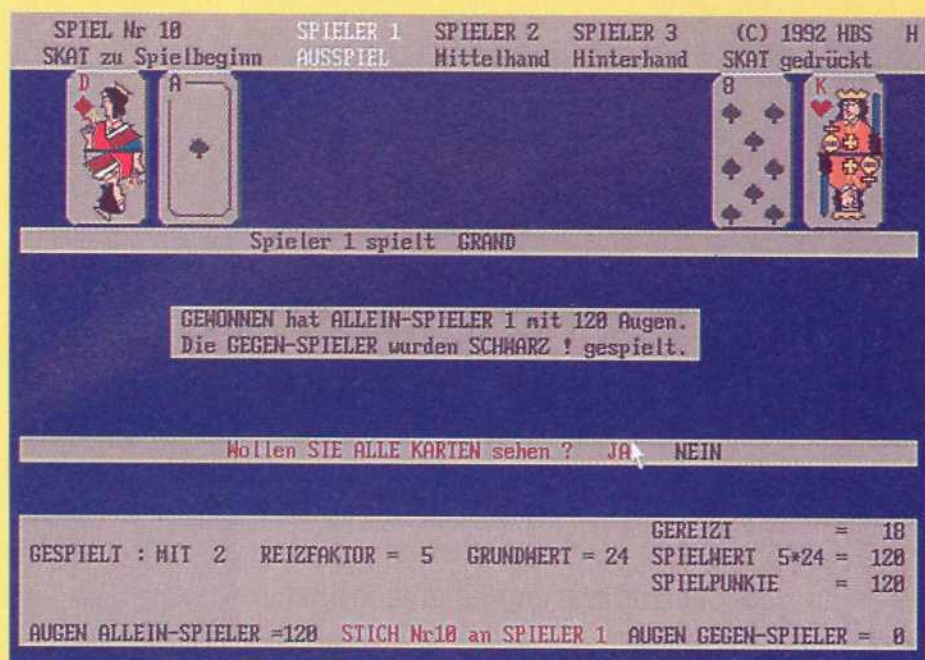 SPIEL Nr 10 SPIELER 1 SPIELER 2 SPIELER 3 (C) 1992 HBS H
SKAT zu Spielbeginn AUSSPIEL Mittelhand Hinterhand SKAT gedrückt
D A 8 K
Spieler 1 spielt GRAND
GEWONNEN hat ALLEIN-SPIELER 1 mit 120 Augen.
Die GEGEN-SPIELER wurden SCHWARZ ! gespielt.
Wollen SIE ALLE KARTEN sehen ? JA NEIN
GEREIZT = 18
GESPIELT : MIT 2 REIZFAKTOR = 5 GRUNDWERT = 24 SPIELWERT 5*24 = 120
SPIELPUNKTE = 120
AUGEN ALLEIN-SPIELER =120 STICH Nr10 an SPIELER 1 AUGEN GEGEN-SPIELER = 0